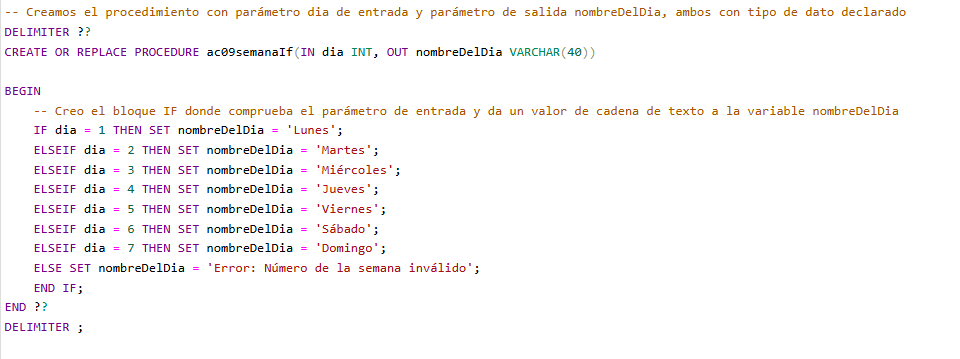 -- Creamos el procedimiento con parámetro dia de entrada y parámetro de salida nombreDelDia, ambos con tipo de dato declarado
DELIMITER ??
CREATE OR REPLACE PROCEDURE ac09semanaIf(IN dia INT, OUT nombreDelDia VARCHAR(40))
BEGIN
-- Creo el bloque IF donde comprueba el parámetro de entrada y da un valor de cadena de texto a la variable nombreDelDia
IF dia = 1 THEN SET nombreDelDia = 'Lunes';
ELSEIF dia = 2 THEN SET nombreDelDia = 'Martes';
ELSEIF dia = 3 THEN SET nombreDelDia = 'Miércoles';
ELSEIF dia = 4 THEN SET nombreDelDia = 'Jueves';
ELSEIF dia = 5 THEN SET nombreDelDia = 'Viernes';
ELSEIF dia = 6 THEN SET nombreDelDia = 'Sábado';
ELSEIF dia = 7 THEN SET nombreDelDia = 'Domingo';
ELSE SET nombreDelDia = 'Error: Número de la semana inválido';
END IF;
END ??
DELIMITER ;